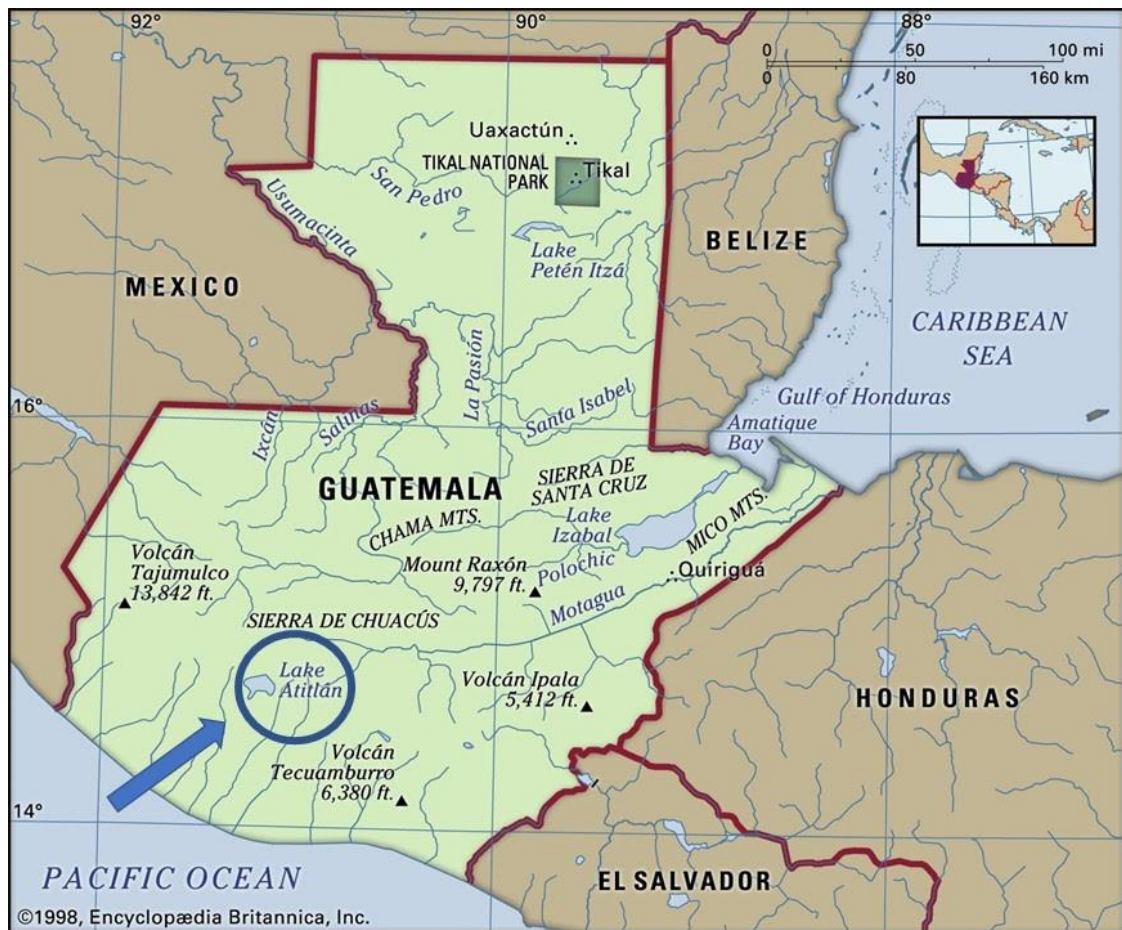 92°
90°
88°
0 50 100 mi
0 80 160 km
Uaxactún
TIKAL NATIONAL
PARK
Tikal
San Pedro
Usumacinta
Lake
Petén Itzá
BELIZE
MEXICO
CARIBBEAN
SEA
La Pasión
Gulf of Honduras
Amatique
Bay
16°
Ixcán
Salinas
Santa Isabel
GUATEMALA
SIERRA DE
SANTA CRUZ
CHAMA MTS.
Lake
Izabal
MICO MTS.
Volcán
Tajumulco
13,842 ft.
Mount Raxón
9,797 ft.
Polochic
Quiriguá
Motagua
SIERRA DE CHUACÚS
Lake
Atitlán
Volcán Ipala
5,412 ft.
HONDURAS
Volcán
Tecuamburro
6,380 ft.
14°
PACIFIC OCEAN
EL SALVADOR
©1998, Encyclopædia Britannica, Inc.